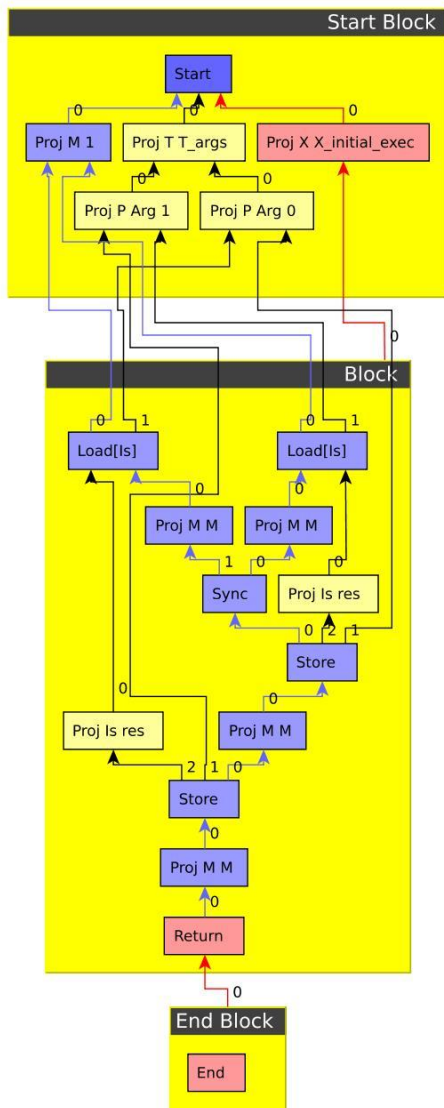 Start Block
Start
0 0 0
Proj M 1 Proj T T_args Proj X X_initial_exec
0 0
Proj P Arg 1 Proj P Arg 0
0
Block
0 1 0 1
Load[Is] Load[Is]
0 0
Proj M M Proj M M
1 0 0
Sync Proj Is res
0 2 1
Store
0 0
Proj Is res Proj M M
2 1 0
Store
0
Proj M M
0
Return
0
End Block
End